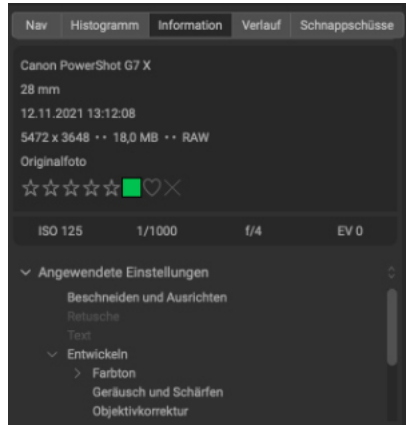 Nav Histogramm Information Verlauf Schnappschüsse
Canon PowerShot G7 X
28 mm
12.11.2021 13:12:08
5472 x 3648 •• 18,0 MB •• RAW
Originalfoto
ISO 125 1/1000 f/4 EV 0
Angewendete Einstellungen
Beschneiden und Ausrichten
Retusche
Text
Entwickeln
Farbton
Geräusch und Schärfen
Objektivkorrektur